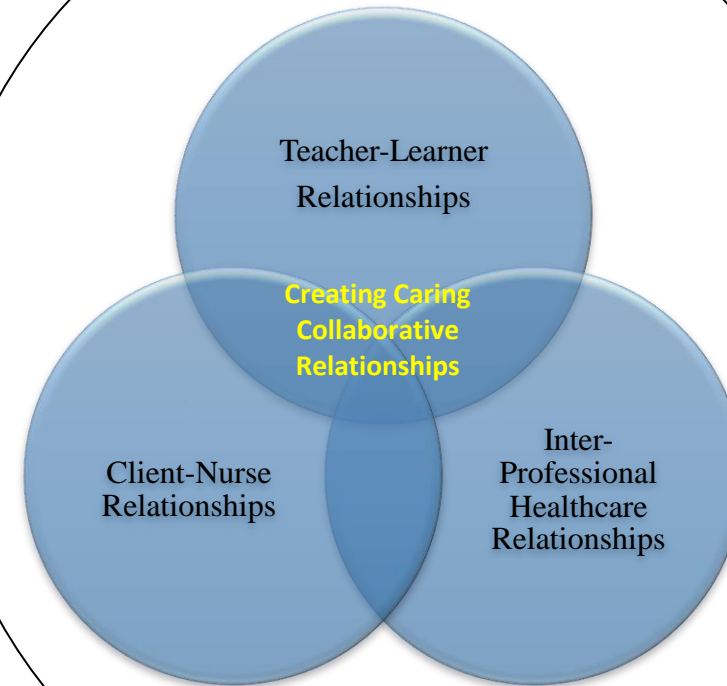 Teacher-Learner
Relationships
Creating Caring
Collaborative
Relationships
Client-Nurse
Relationships
Inter-
Professional
Healthcare
Relationships